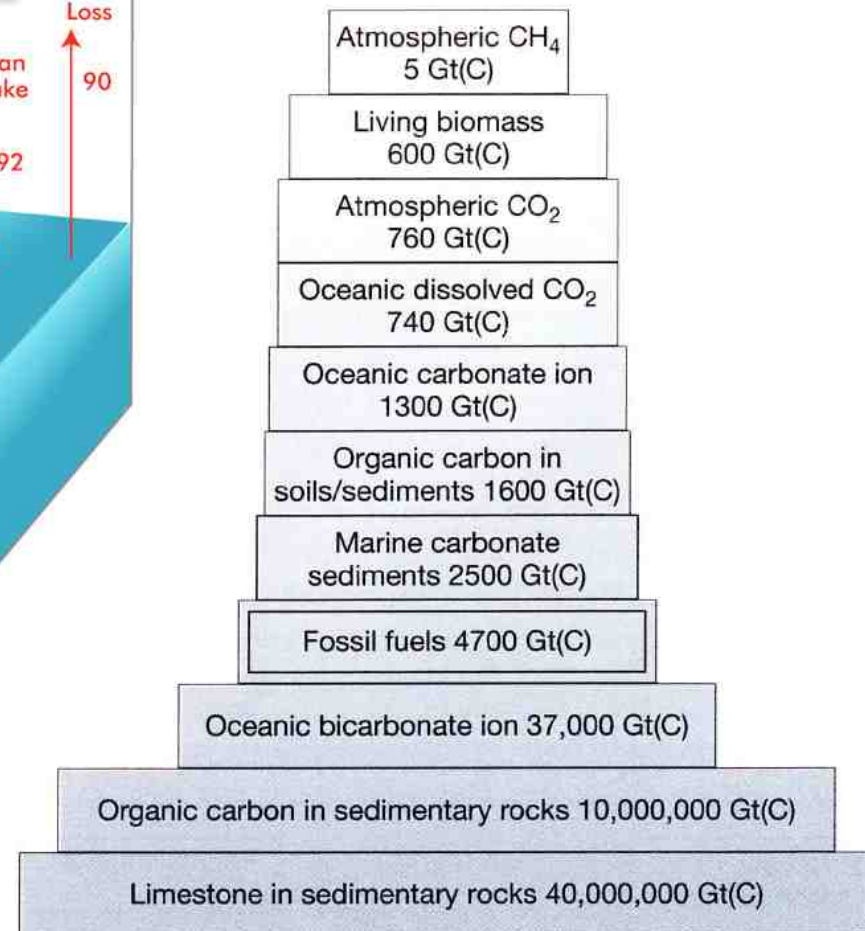 Loss
90
92
Atmospheric CH₄
5 Gt(C)
Living biomass
600 Gt(C)
Atmospheric CO₂
760 Gt(C)
Oceanic dissolved CO₂
740 Gt(C)
Oceanic carbonate ion
1300 Gt(C)
Organic carbon in
soils/sediments 1600 Gt(C)
Marine carbonate
sediments 2500 Gt(C)
Fossil fuels 4700 Gt(C)
Oceanic bicarbonate ion 37,000 Gt(C)
Organic carbon in sedimentary rocks 10,000,000 Gt(C)
Limestone in sedimentary rocks 40,000,000 Gt(C)